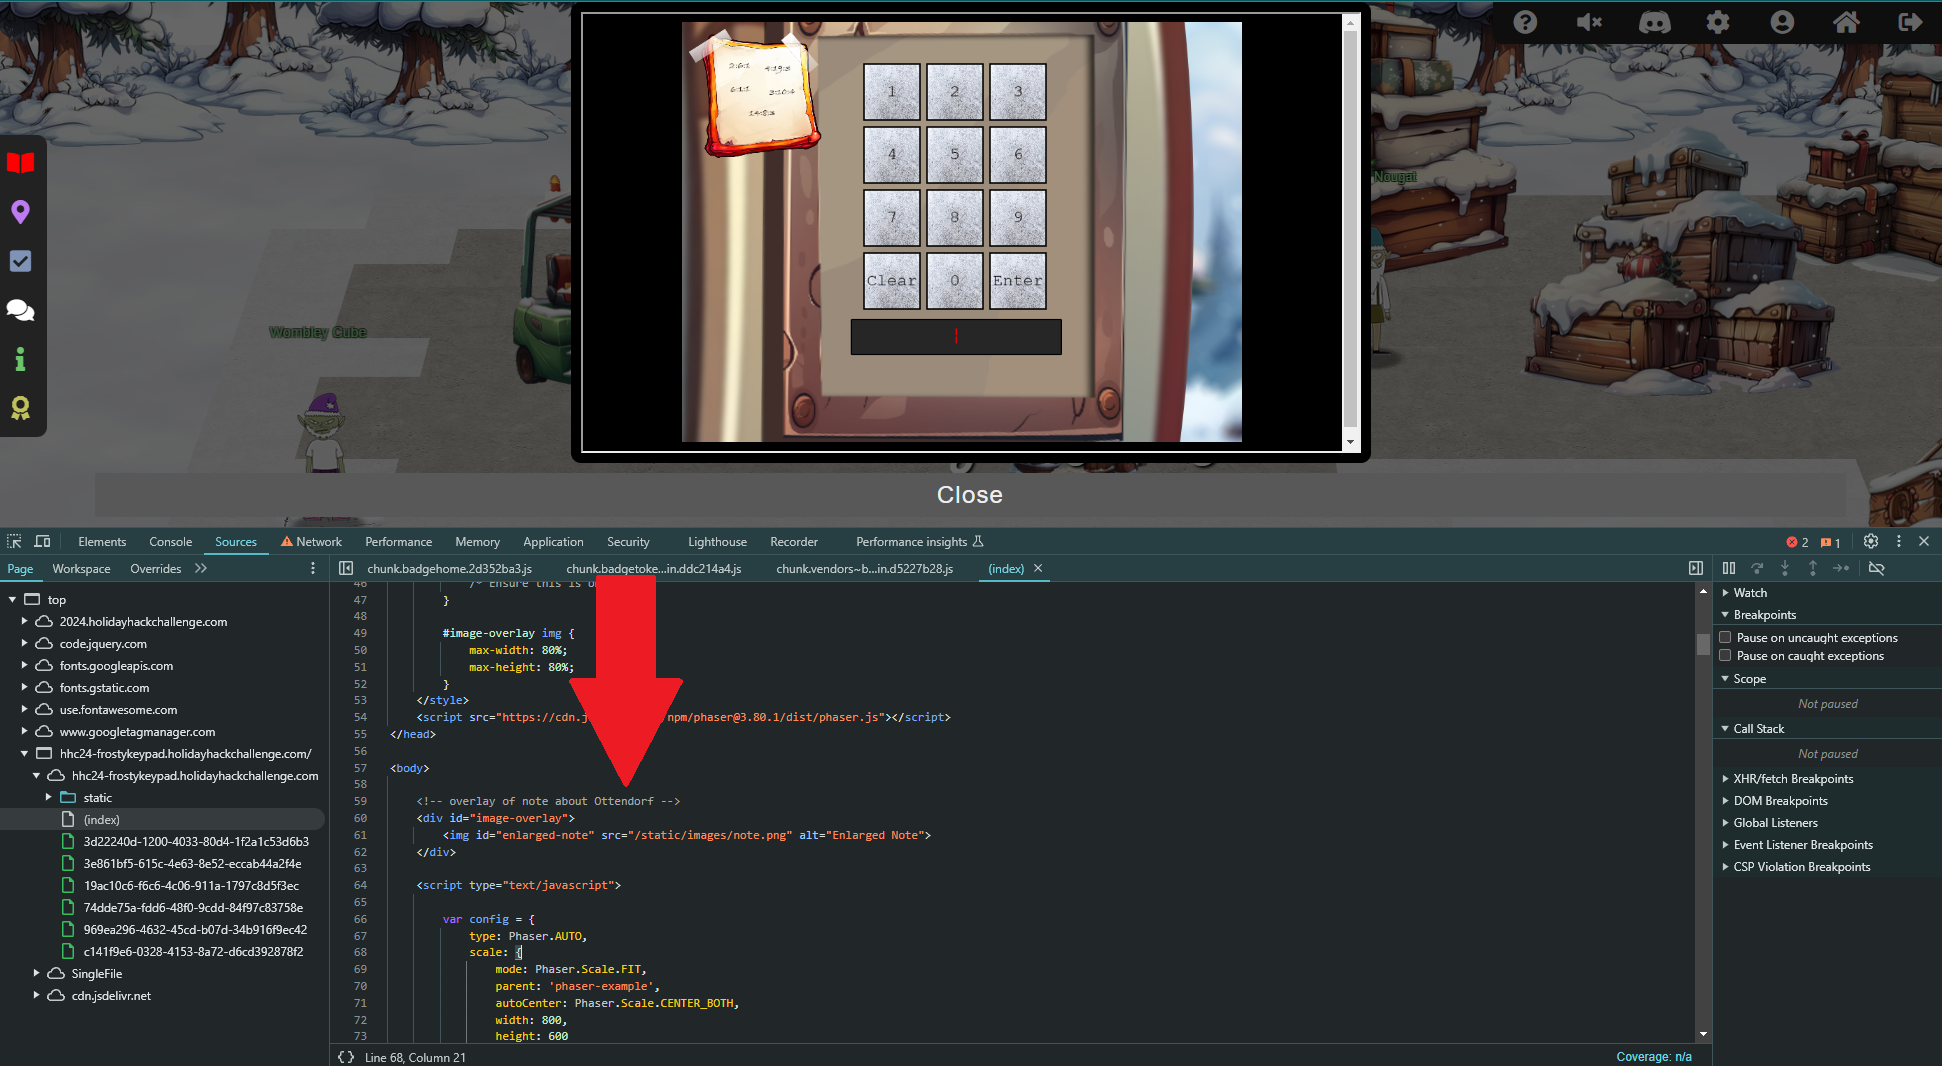 2:6:1 4:19:3
6:1:1 3:10:4
14:8:3
1 2 3
4 5 6
7 8 9
Clear 0 Enter
Nougat
Wombley Cube
Close
Elements Console Sources Network Performance Memory Application Security Lighthouse Recorder Performance insights 2 1
Page Workspace Overrides
chunk.badgehome.2d352ba3.js chunk.badgetoke...in.ddc214a4.js chunk.vendors~b...in.d5227b28.js (index)
top
2024.holidayhackchallenge.com
code.jquery.com
fonts.googleapis.com
fonts.gstatic.com
use.fontawesome.com
www.googletagmanager.com
hhc24-frostykeypad.holidayhackchallenge.com/
hhc24-frostykeypad.holidayhackchallenge.com
static
(index)
3d22240d-1200-4033-80d4-1f2a1c53d6b3
3e861bf5-615c-4e63-8e52-eccab44a2f4e
19ac10c6-f6c6-4c06-911a-1797c8d5f3ec
74dde75a-fdd6-48f0-9cdd-84f97c83758e
969ea296-4632-45cd-b07d-34b916f9ec42
c141f9e6-0328-4153-8a72-d6cd392878f2
SingleFile
cdn.jsdelivr.net
46 /* Ensure this is
47 }
48
49 #image-overlay img {
50 max-width: 80%;
51 max-height: 80%;
52 }
53 </style>
54 <script src="https://cdn.j /npm/phaser@3.80.1/dist/phaser.js"></script>
55 </head>
56
57 <body>
58
59 <!-- overlay of note about Ottendorf -->
60 <div id="image-overlay">
61 <img id="enlarged-note" src="/static/images/note.png" alt="Enlarged Note">
62 </div>
63
64 <script type="text/javascript">
65
66 var config = {
67 type: Phaser.AUTO,
68 scale: {
69 mode: Phaser.Scale.FIT,
70 parent: 'phaser-example',
71 autoCenter: Phaser.Scale.CENTER_BOTH,
72 width: 800,
73 height: 600
{} Line 68, Column 21
Coverage: n/a
Watch
Breakpoints
Pause on uncaught exceptions
Pause on caught exceptions
Scope
Not paused
Call Stack
Not paused
XHR/fetch Breakpoints
DOM Breakpoints
Global Listeners
Event Listener Breakpoints
CSP Violation Breakpoints